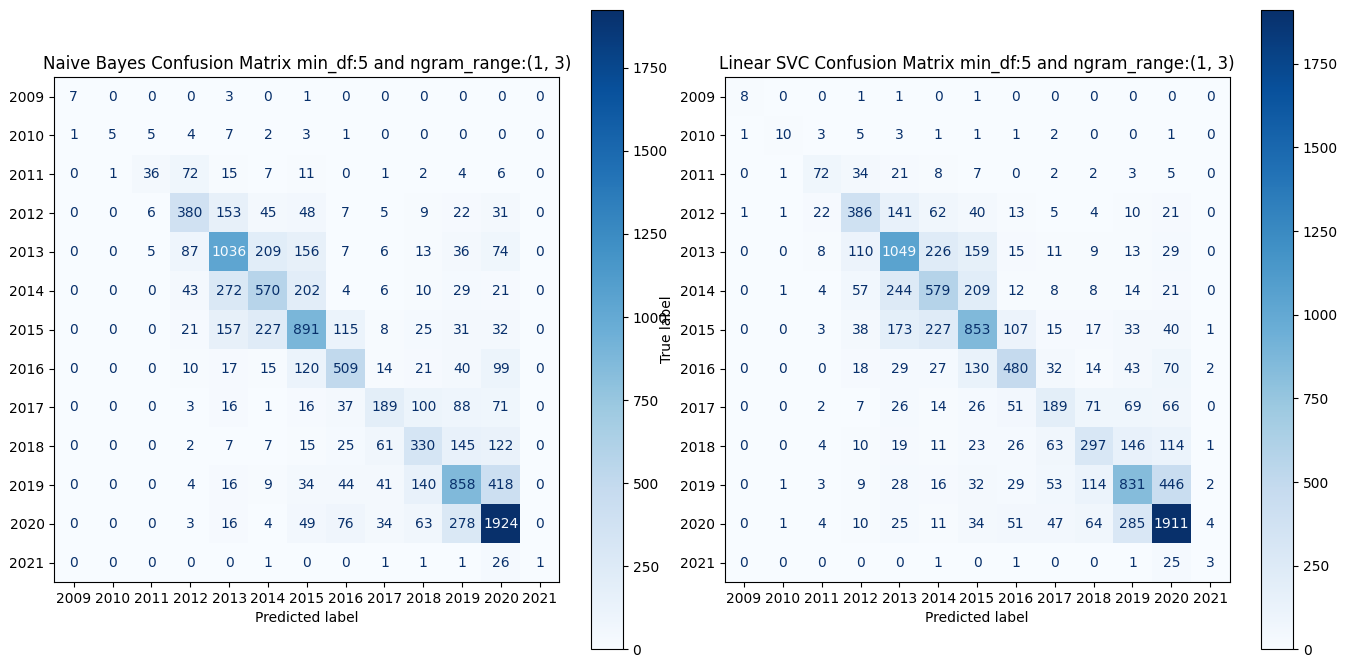 Naive Bayes Confusion Matrix min_df:5 and ngram_range:(1, 3)
2009 7 0 0 0 3 0 1 0 0 0 0 0 0
2010 1 5 5 4 7 2 3 1 0 0 0 0 0
2011 0 1 36 72 15 7 11 0 1 2 4 6 0
2012 0 0 6 380 153 45 48 7 5 9 22 31 0
2013 0 0 5 87 1036 209 156 7 6 13 36 74 0
2014 0 0 0 43 272 570 202 4 6 10 29 21 0
2015 0 0 0 21 157 227 891 115 8 25 31 32 0
2016 0 0 0 10 17 15 120 509 14 21 40 99 0
2017 0 0 0 3 16 1 16 37 189 100 88 71 0
2018 0 0 0 2 7 7 15 25 61 330 145 122 0
2019 0 0 0 4 16 9 34 44 41 140 858 418 0
2020 0 0 0 3 16 4 49 76 34 63 278 1924 0
2021 0 0 0 0 0 1 0 0 1 1 1 26 1
2009 2010 2011 2012 2013 2014 2015 2016 2017 2018 2019 2020 2021
Predicted label
1750
1500
1250
1000
750
500
250
0
Linear SVC Confusion Matrix min_df:5 and ngram_range:(1, 3)
True label
2009 8 0 0 1 1 0 1 0 0 0 0 0 0
2010 1 10 3 5 3 1 1 1 2 0 0 1 0
2011 0 1 72 34 21 8 7 0 2 2 3 5 0
2012 1 1 22 386 141 62 40 13 5 4 10 21 0
2013 0 0 8 110 1049 226 159 15 11 9 13 29 0
2014 0 1 4 57 244 579 209 12 8 8 14 21 0
2015 0 0 3 38 173 227 853 107 15 17 33 40 1
2016 0 0 0 18 29 27 130 480 32 14 43 70 2
2017 0 0 2 7 26 14 26 51 189 71 69 66 0
2018 0 0 4 10 19 11 23 26 63 297 146 114 1
2019 0 1 3 9 28 16 32 29 53 114 831 446 2
2020 0 1 4 10 25 11 34 51 47 64 285 1911 4
2021 0 0 0 0 0 1 0 1 0 0 1 25 3
2009 2010 2011 2012 2013 2014 2015 2016 2017 2018 2019 2020 2021
Predicted label
1750
1500
1250
1000
750
500
250
0